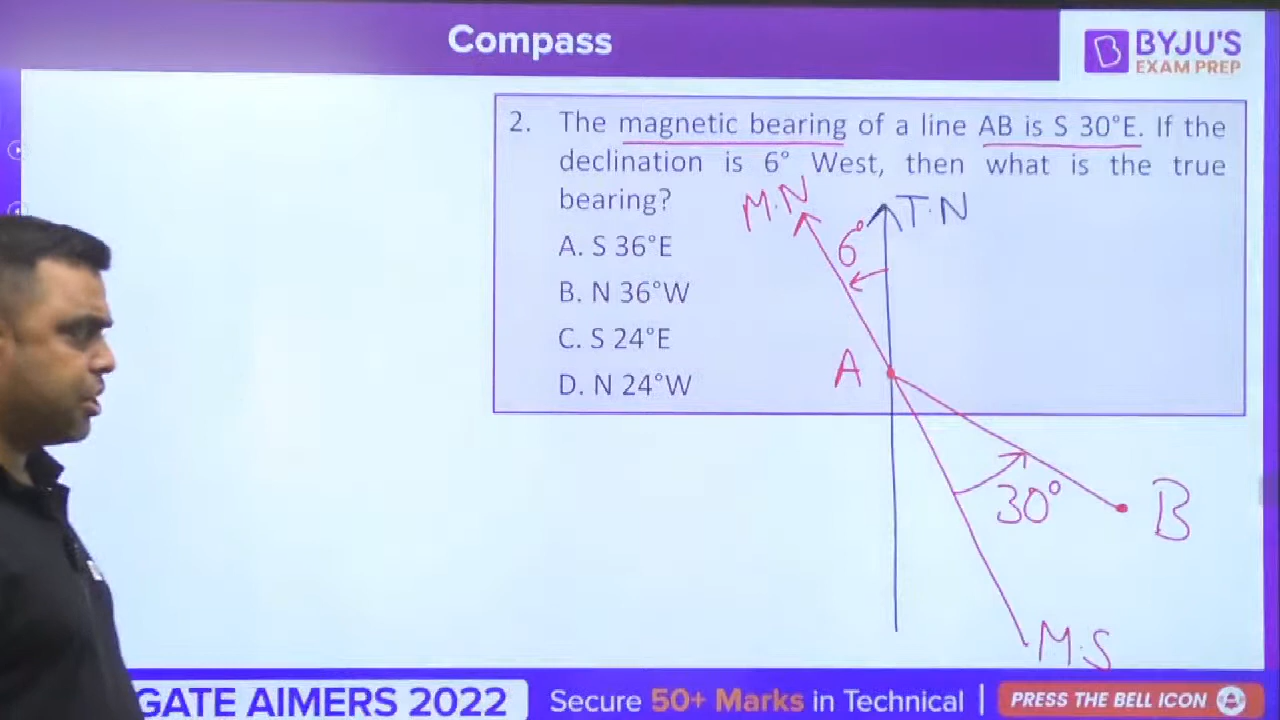 Compass
BYJU'S
EXAM PREP
2. The magnetic bearing of a line AB is S 30°E. If the
declination is 6° West, then what is the true
bearing?
M.N
T.N
6°
A. S 36°E
B. N 36°W
C. S 24°E
D. N 24°W
A
30°
B
M.S
GATE AIMERS 2022
Secure 50+ Marks in Technical
PRESS THE BELL ICON